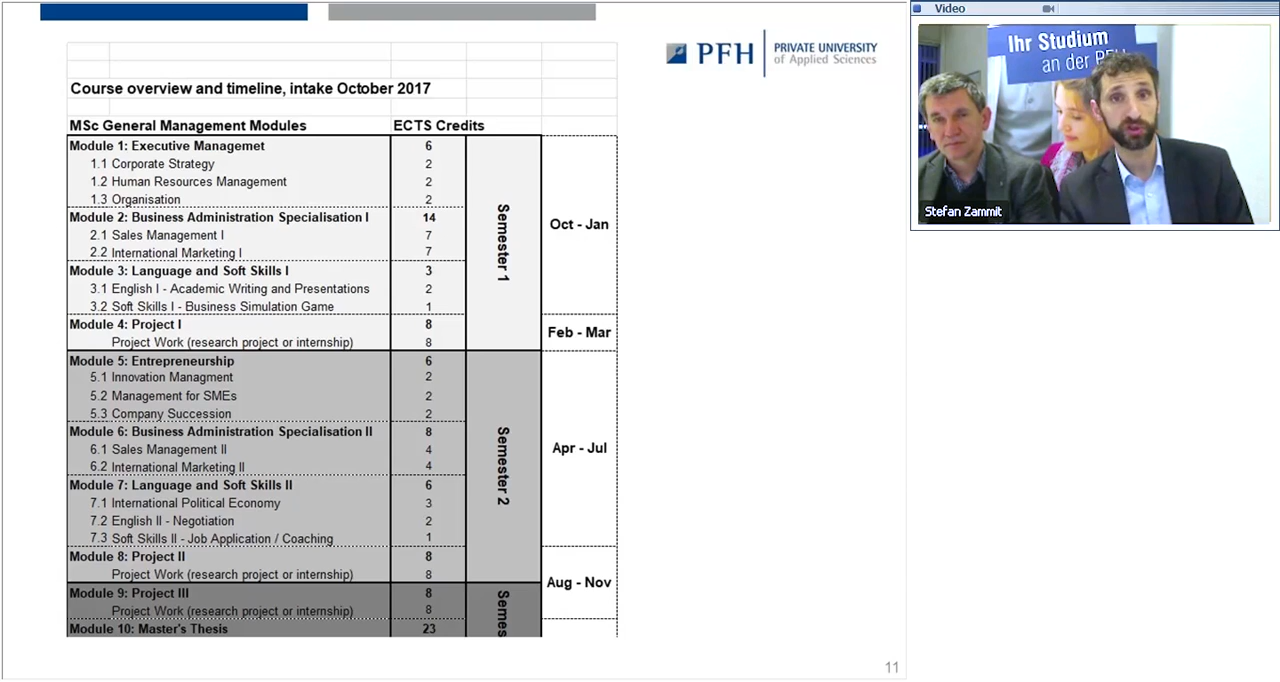 PFH PRIVATE UNIVERSITY
of Applied Sciences
Course overview and timeline, intake October 2017
MSc General Management Modules ECTS Credits
Module 1: Executive Managemet 6
1.1 Corporate Strategy 2
1.2 Human Resources Management 2
1.3 Organisation 2
Module 2: Business Administration Specialisation I 14
2.1 Sales Management I 7
2.2 International Marketing I 7
Module 3: Language and Soft Skills I 3
3.1 English I - Academic Writing and Presentations 2
3.2 Soft Skills I - Business Simulation Game 1
Module 4: Project I 8
Project Work (research project or internship) 8
Semester 1
Oct - Jan
Feb - Mar
Module 5: Entrepreneurship 6
5.1 Innovation Managment 2
5.2 Management for SMEs 2
5.3 Company Succession 2
Module 6: Business Administration Specialisation II 8
6.1 Sales Management II 4
6.2 International Marketing II 4
Module 7: Language and Soft Skills II 6
7.1 International Political Economy 3
7.2 English II - Negotiation 2
7.3 Soft Skills II - Job Application / Coaching 1
Module 8: Project II 8
Project Work (research project or internship) 8
Semester 2
Apr - Jul
Aug - Nov
Module 9: Project III 8
Project Work (research project or internship) 8
Module 10: Master's Thesis 23
Semes
11
Video
Ihr Studium
an der PFH
Stefan Zammit